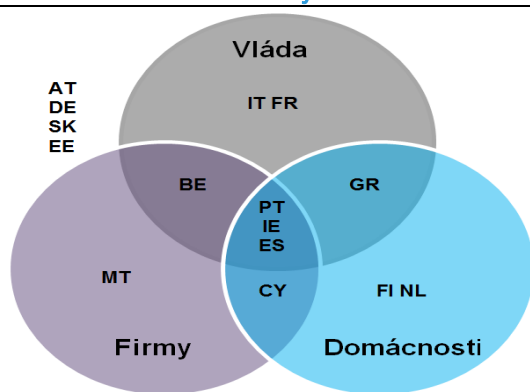 Vláda
IT FR
AT
DE
SK
EE
BE
GR
PT
IE
ES
MT
CY
FI NL
Firmy
Domácnosti